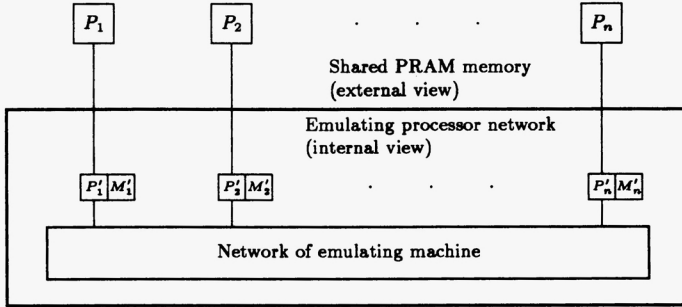 P₁ P₂ . . . Pₙ
Shared PRAM memory
(external view)
Emulating processor network
(internal view)
P′₁ M′₁ P′₂ M′₂ . . . P′ₙ M′ₙ
Network of emulating machine